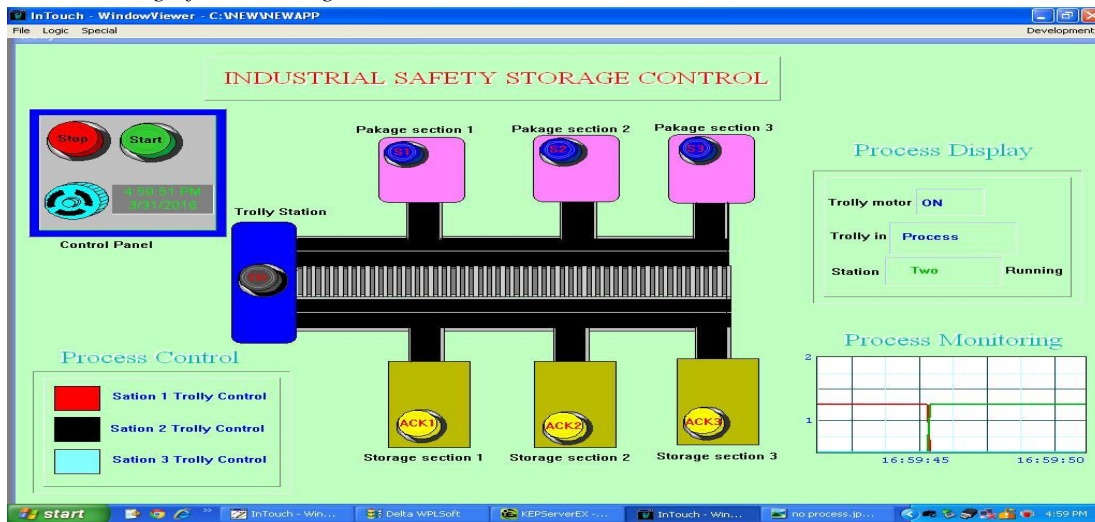 InTouch - WindowViewer - C:\NEW\NEWAPP
File Logic Special
Development
INDUSTRIAL SAFETY STORAGE CONTROL
Stop
Start
4:59:51 PM
3/31/2016
Control Panel
Pakage section 1
Pakage section 2
Pakage section 3
S1
S2
S3
Trolly Station
Process Display
Trolly motor ON
Trolly in Process
Station Two Running
Process Control
Sation 1 Trolly Control
Sation 2 Trolly Control
Sation 3 Trolly Control
ACK1
ACK2
ACK3
Storage section 1
Storage section 2
Storage section 3
Process Monitoring
2
1
16:59:45
16:59:50
start
InTouch - Win...
Delta WPLSoft
KEPServerEX -...
InTouch - Win...
no process.jp...
4:59 PM